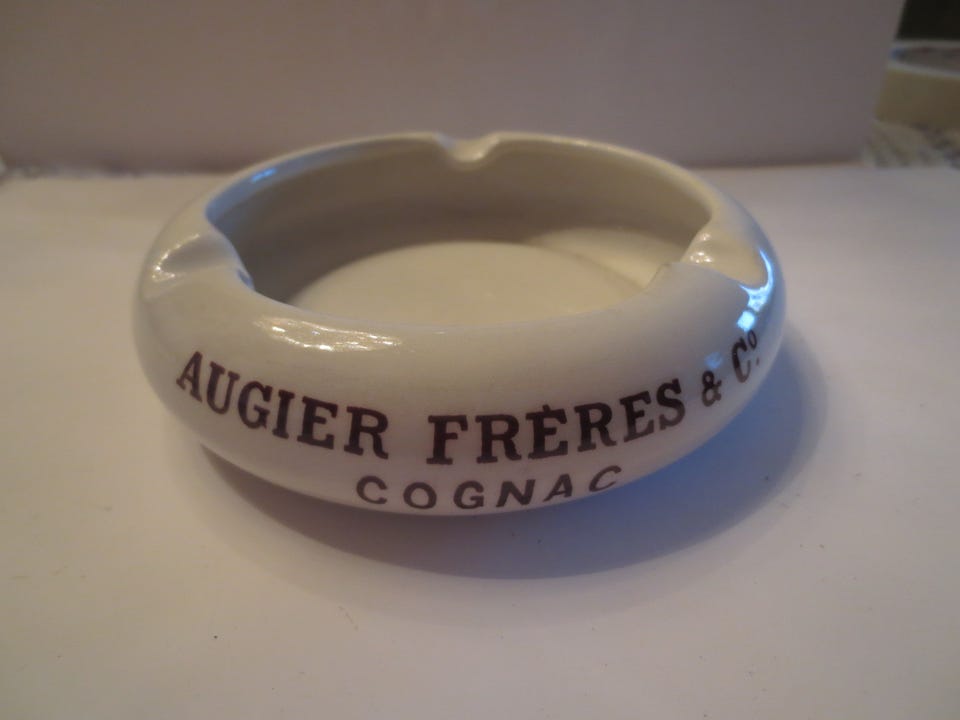 AUGIER FRÈRES & Cº.
COGNAC